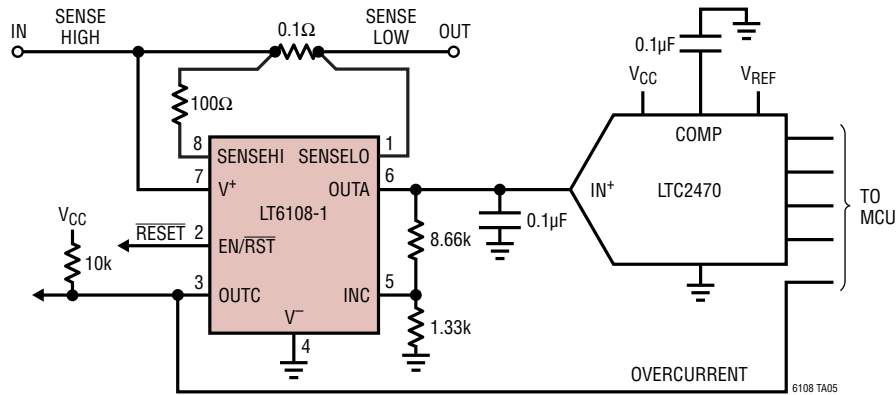 IN
SENSE
HIGH
0.1Ω
SENSE
LOW
OUT
0.1µF
100Ω
VCC
VREF
8
SENSEHI
SENSELO
1
COMP
7
V+
OUTA
6
IN+
LTC2470
TO
MCU
LT6108-1
VCC
RESET
2
EN/RST
8.66k
0.1µF
10k
3
OUTC
INC
5
V–
4
1.33k
OVERCURRENT
6108 TA05